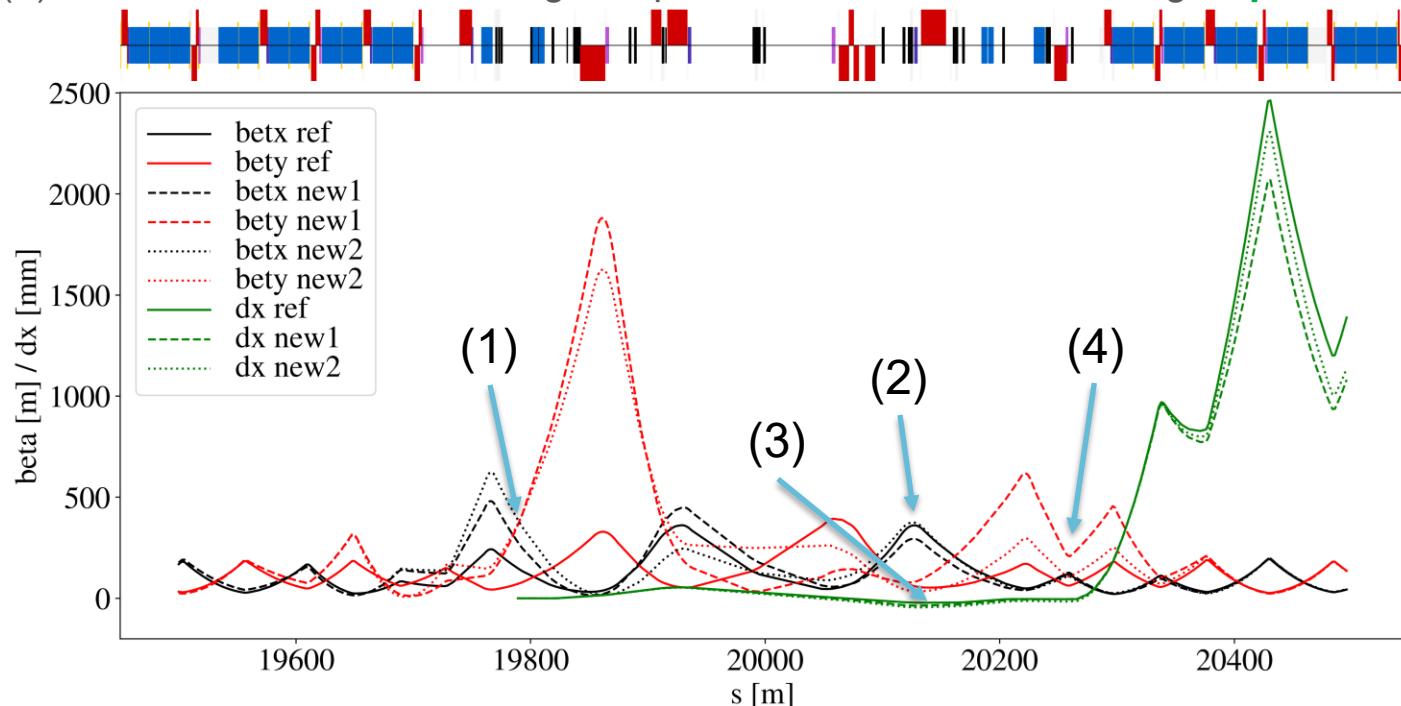 2500
2000
1500
1000
500
0
beta [m] / dx [mm]
betx ref
bety ref
betx new1
bety new1
betx new2
bety new2
dx ref
dx new1
dx new2
(1)
(2)
(3)
(4)
19600
19800
20000
20200
20400
s [m]